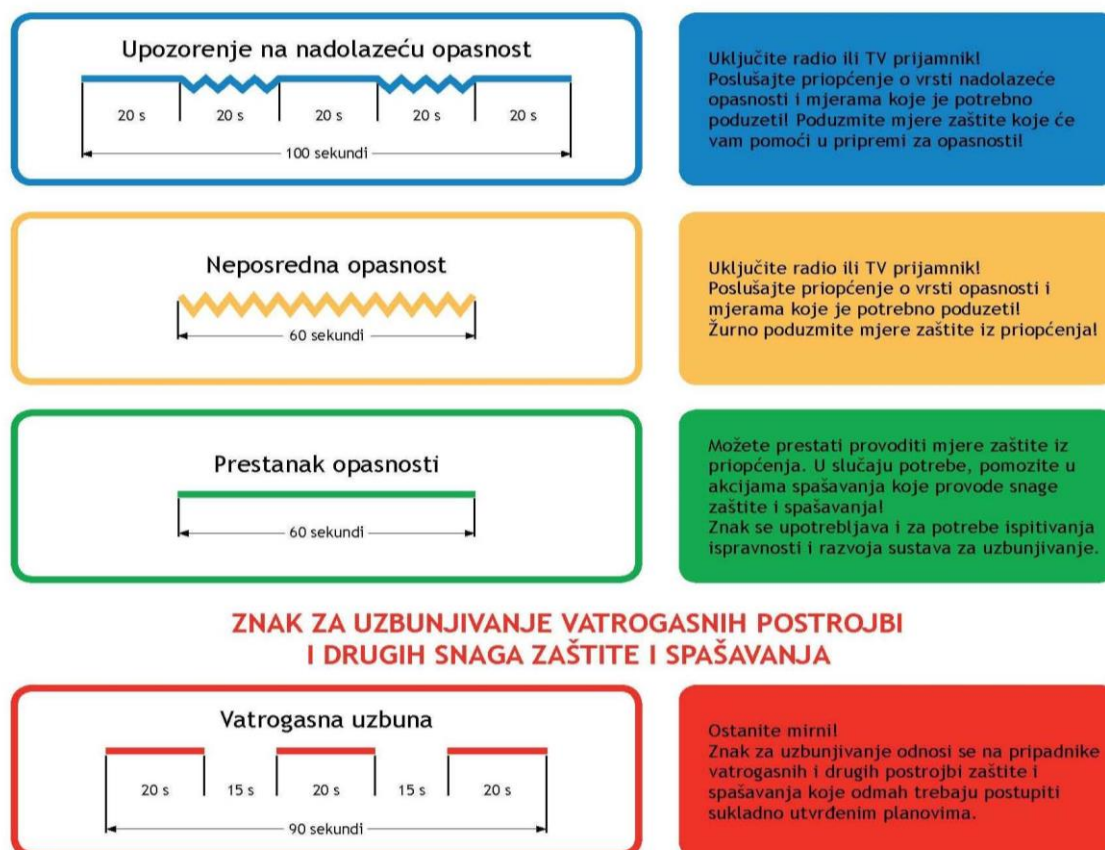 Upozorenje na nadolazeću opasnost
20 s 20 s 20 s 20 s 20 s
100 sekundi
Uključite radio ili TV prijamnik!
Poslušajte priopćenje o vrsti nadolazeće
opasnosti i mjerama koje je potrebno
poduzeti! Poduzmite mjere zaštite koje će
vam pomoći u pripremi za opasnosti!
Neposredna opasnost
60 sekundi
Uključite radio ili TV prijamnik!
Poslušajte priopćenje o vrsti opasnosti i
mjerama koje je potrebno poduzeti!
Žurno poduzmite mjere zaštite iz priopćenja!
Prestanak opasnosti
60 sekundi
Možete prestati provoditi mjere zaštite iz
priopćenja. U slučaju potrebe, pomozite u
akcijama spašavanja koje provode snage
zaštite i spašavanja!
Znak se upotrebljava i za potrebe ispitivanja
ispravnosti i razvoja sustava za uzbunjivanje.
ZNAK ZA UZBUNJIVANJE VATROGASNIH POSTROJBI
I DRUGIH SNAGA ZAŠTITE I SPAŠAVANJA
Vatrogasna uzbuna
20 s 15 s 20 s 15 s 20 s
90 sekundi
Ostanite mirni!
Znak za uzbunjivanje odnosi se na pripadnike
vatrogasnih i drugih postrojbi zaštite i
spašavanja koje odmah trebaju postupiti
sukladno utvrđenim planovima.